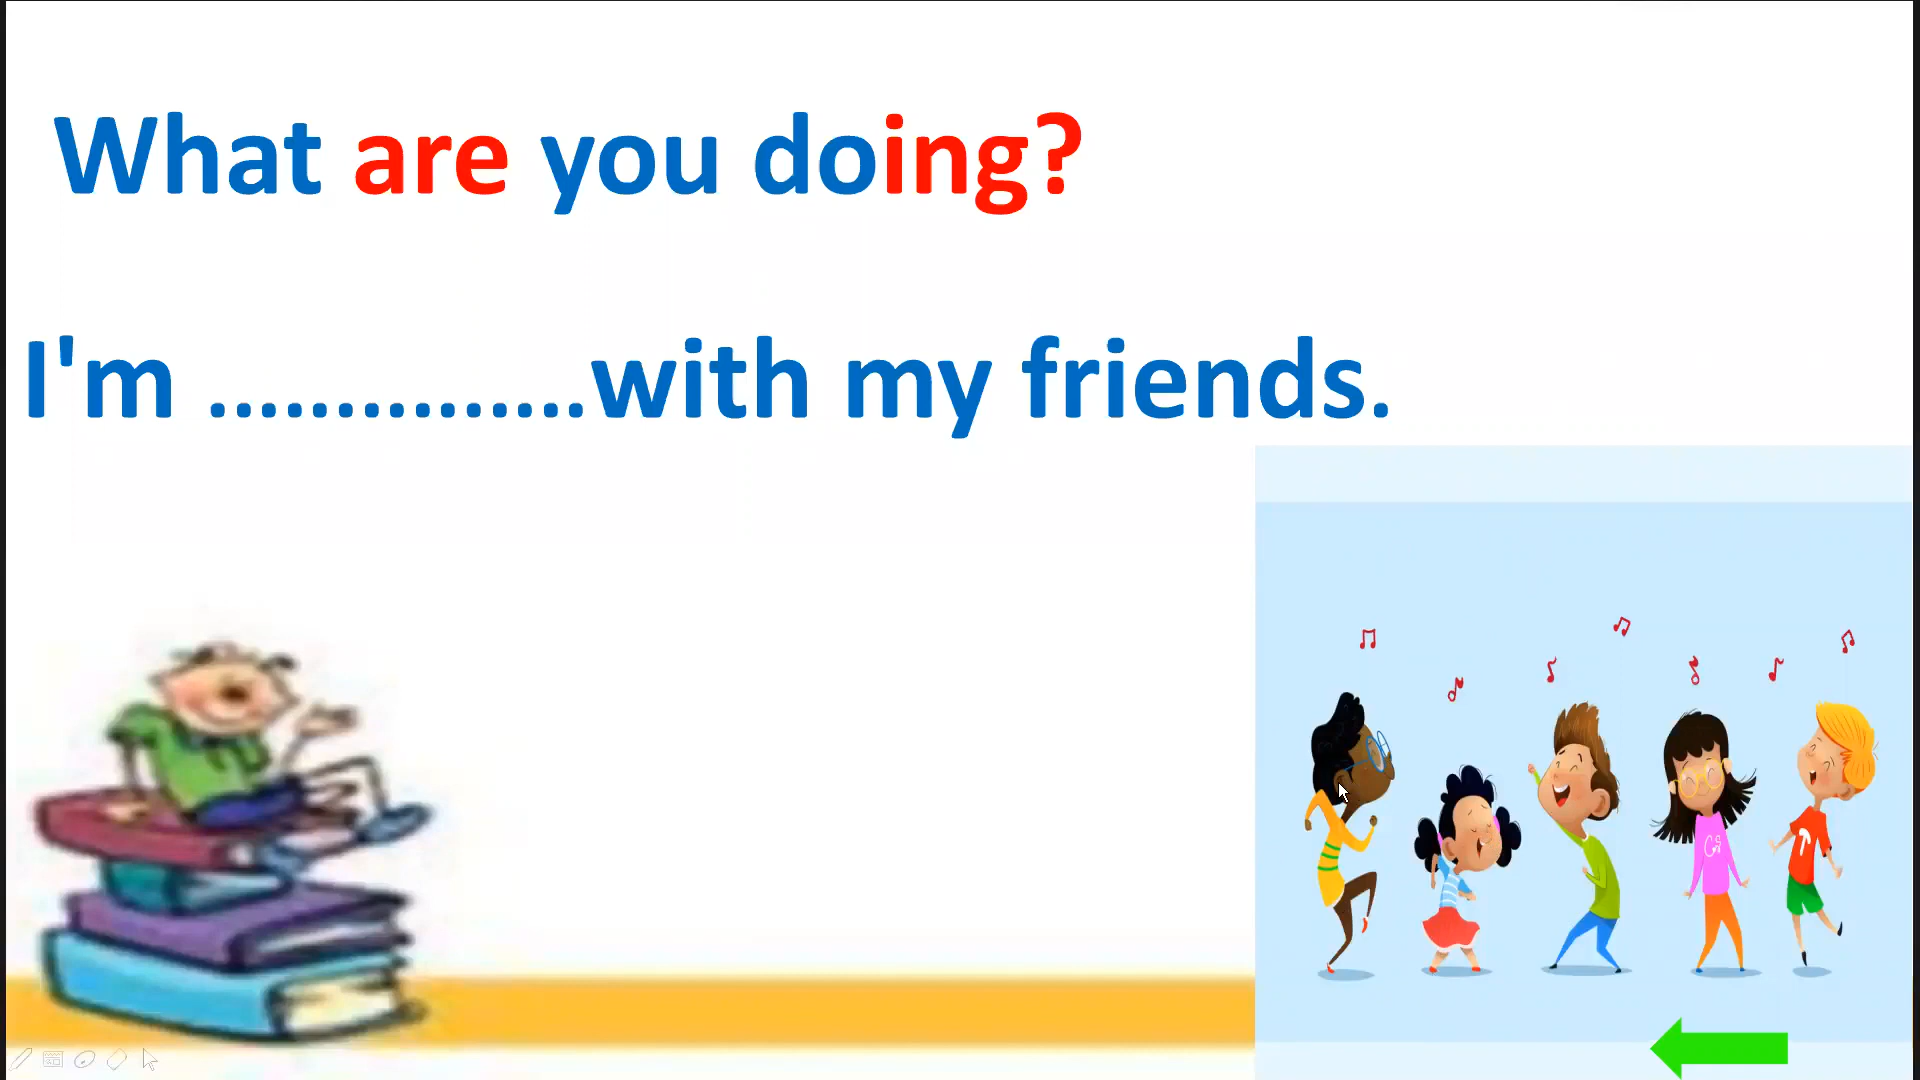 What are you doing?
I'm ...............with my friends.